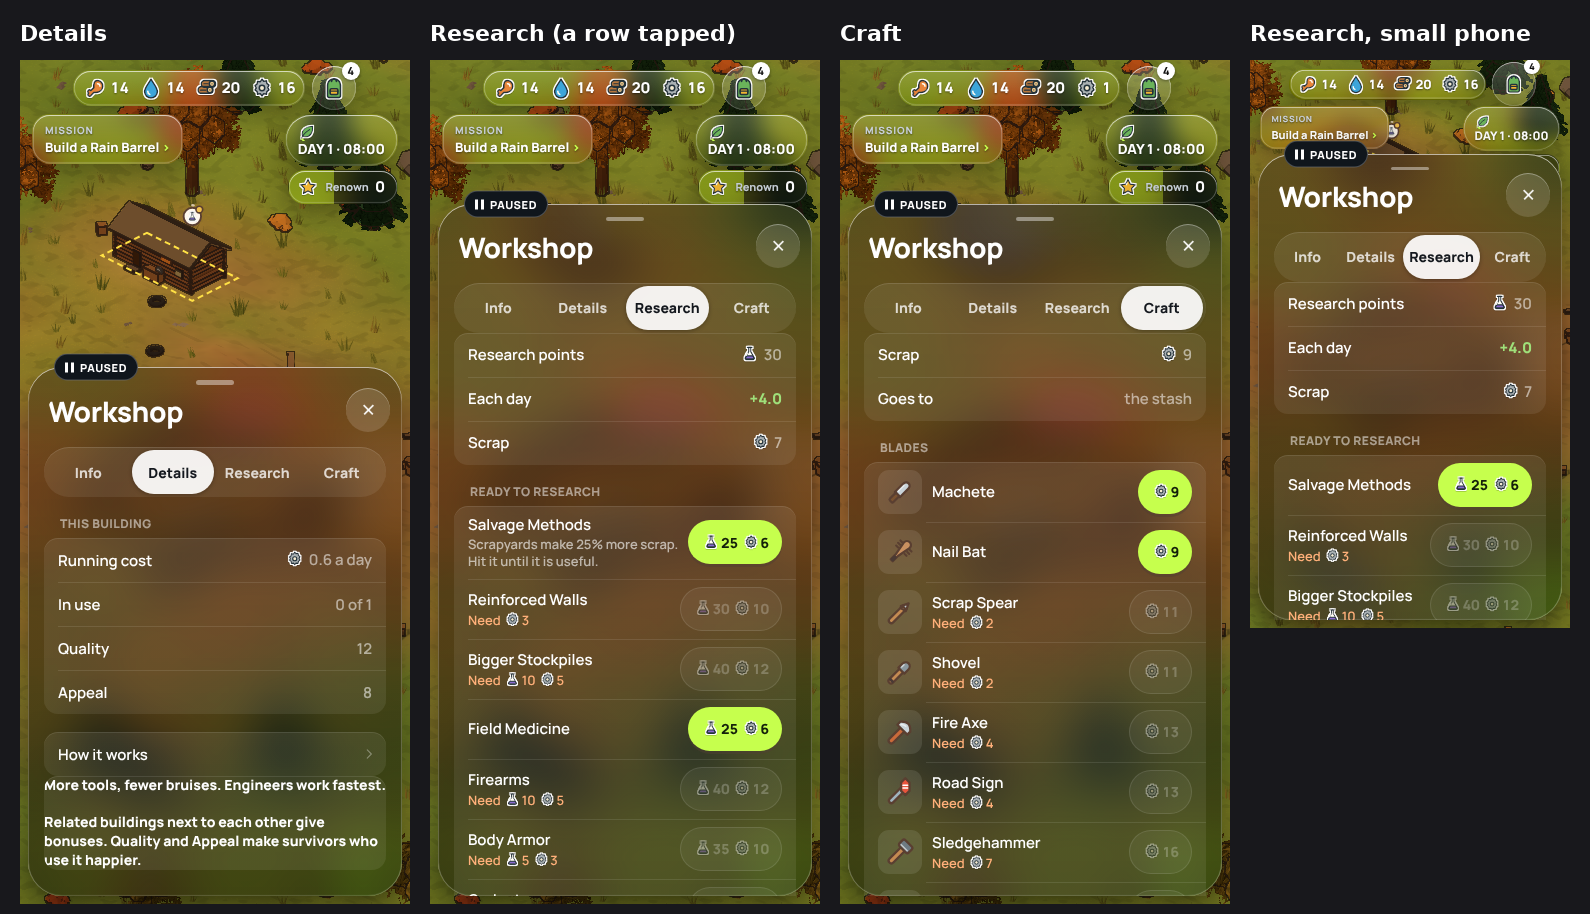 Details
14 14 20 16 4
MISSION
Build a Rain Barrel ›
DAY 1 · 08:00
Renown 0
PAUSED
Workshop
Info Details Research Craft
THIS BUILDING
Running cost 0.6 a day
In use 0 of 1
Quality 12
Appeal 8
How it works
More tools, fewer bruises. Engineers work fastest.
Related buildings next to each other give
bonuses. Quality and Appeal make survivors who
use it happier.
Research (a row tapped)
14 14 20 16 4
MISSION
Build a Rain Barrel ›
DAY 1 · 08:00
Renown 0
PAUSED
Workshop
Info Details Research Craft
Research points 30
Each day +4.0
Scrap 7
READY TO RESEARCH
Salvage Methods 25 6
Scrapyards make 25% more scrap.
Hit it until it is useful.
Reinforced Walls 30 10
Need 3
Bigger Stockpiles 40 12
Need 10 5
Field Medicine 25 6
Firearms 40 12
Need 10 5
Body Armor 35 10
Need 5 3
Craft
14 14 20 1 4
MISSION
Build a Rain Barrel ›
DAY 1 · 08:00
Renown 0
PAUSED
Workshop
Info Details Research Craft
Scrap 9
Goes to the stash
BLADES
Machete 9
Nail Bat 9
Scrap Spear 11
Need 2
Shovel 11
Need 2
Fire Axe 13
Need 4
Road Sign 13
Need 4
Sledgehammer 16
Need 7
Research, small phone
14 14 20 16 4
MISSION
Build a Rain Barrel ›
DAY 1 · 08:00
PAUSED
Workshop
Info Details Research Craft
Research points 30
Each day +4.0
Scrap 7
READY TO RESEARCH
Salvage Methods 25 6
Reinforced Walls 30 10
Need 3
Bigger Stockpiles 40 12
Need 10 5